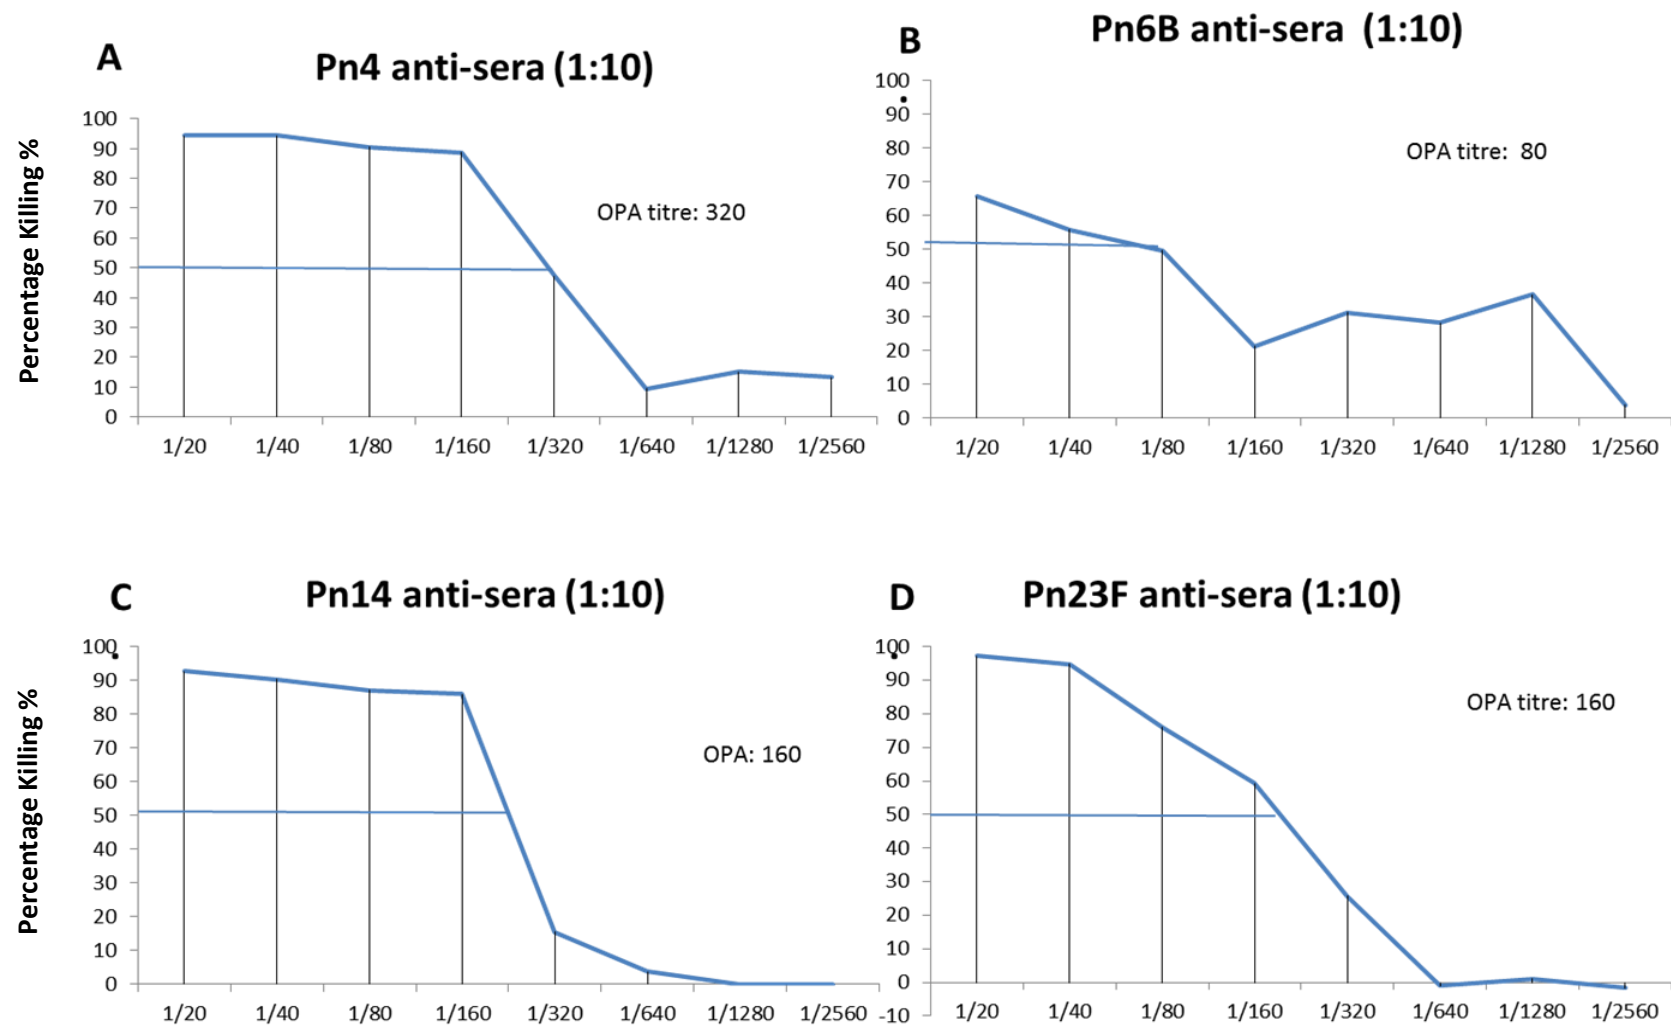 A
Pn4 anti-sera (1:10)
Percentage Killing %
100
90
80
70
60
50
40
30
20
10
0
OPA titre: 320
1/20 1/40 1/80 1/160 1/320 1/640 1/1280 1/2560
B
Pn6B anti-sera (1:10)
100
90
80
70
60
50
40
30
20
10
0
OPA titre: 80
1/20 1/40 1/80 1/160 1/320 1/640 1/1280 1/2560
C
Pn14 anti-sera (1:10)
Percentage Killing %
100
90
80
70
60
50
40
30
20
10
0
OPA: 160
1/20 1/40 1/80 1/160 1/320 1/640 1/1280 1/2560
D
Pn23F anti-sera (1:10)
100
90
80
70
60
50
40
30
20
10
0
-10
OPA titre: 160
1/20 1/40 1/80 1/160 1/320 1/640 1/1280 1/2560